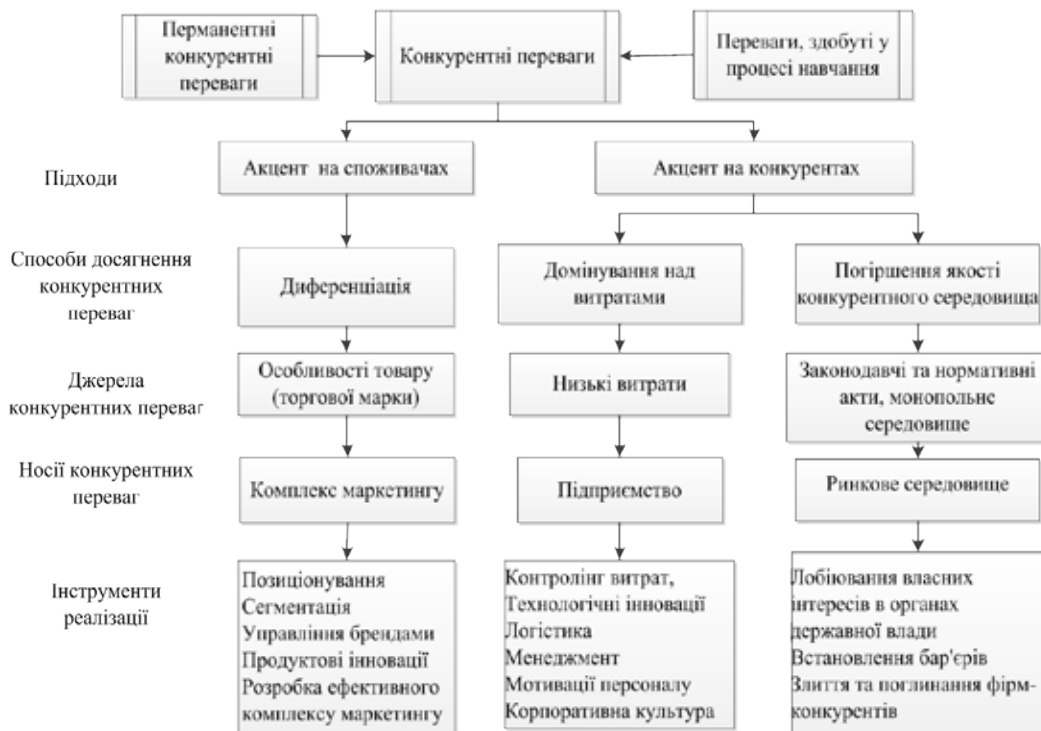 Перманентні
конкурентні
переваги
Конкурентні переваги
Переваги, здобуті у
процесі навчання
Підходи
Акцент на споживачах
Акцент на конкурентах
Способи досягнення
конкурентних
переваг
Диференціація
Домінування над
витратами
Погіршення якості
конкурентного середовища
Джерела
конкурентних переваг
Особливості товару
(торгової марки)
Низькі витрати
Законодавчі та нормативні
акти, монопольне
середовище
Носії конкурентних
переваг
Комплекс маркетингу
Підприємство
Ринкове середовище
Інструменти
реалізації
Позиціонування
Сегментація
Управління брендами
Продуктові інновації
Розробка ефективного
комплексу маркетингу
Контролінг витрат,
Технологічні інновації
Логістика
Менеджмент
Мотивації персоналу
Корпоративна культура
Лобіювання власних
інтересів в органах
державної влади
Встановлення бар'єрів
Злиття та поглинання фірм-
конкурентів